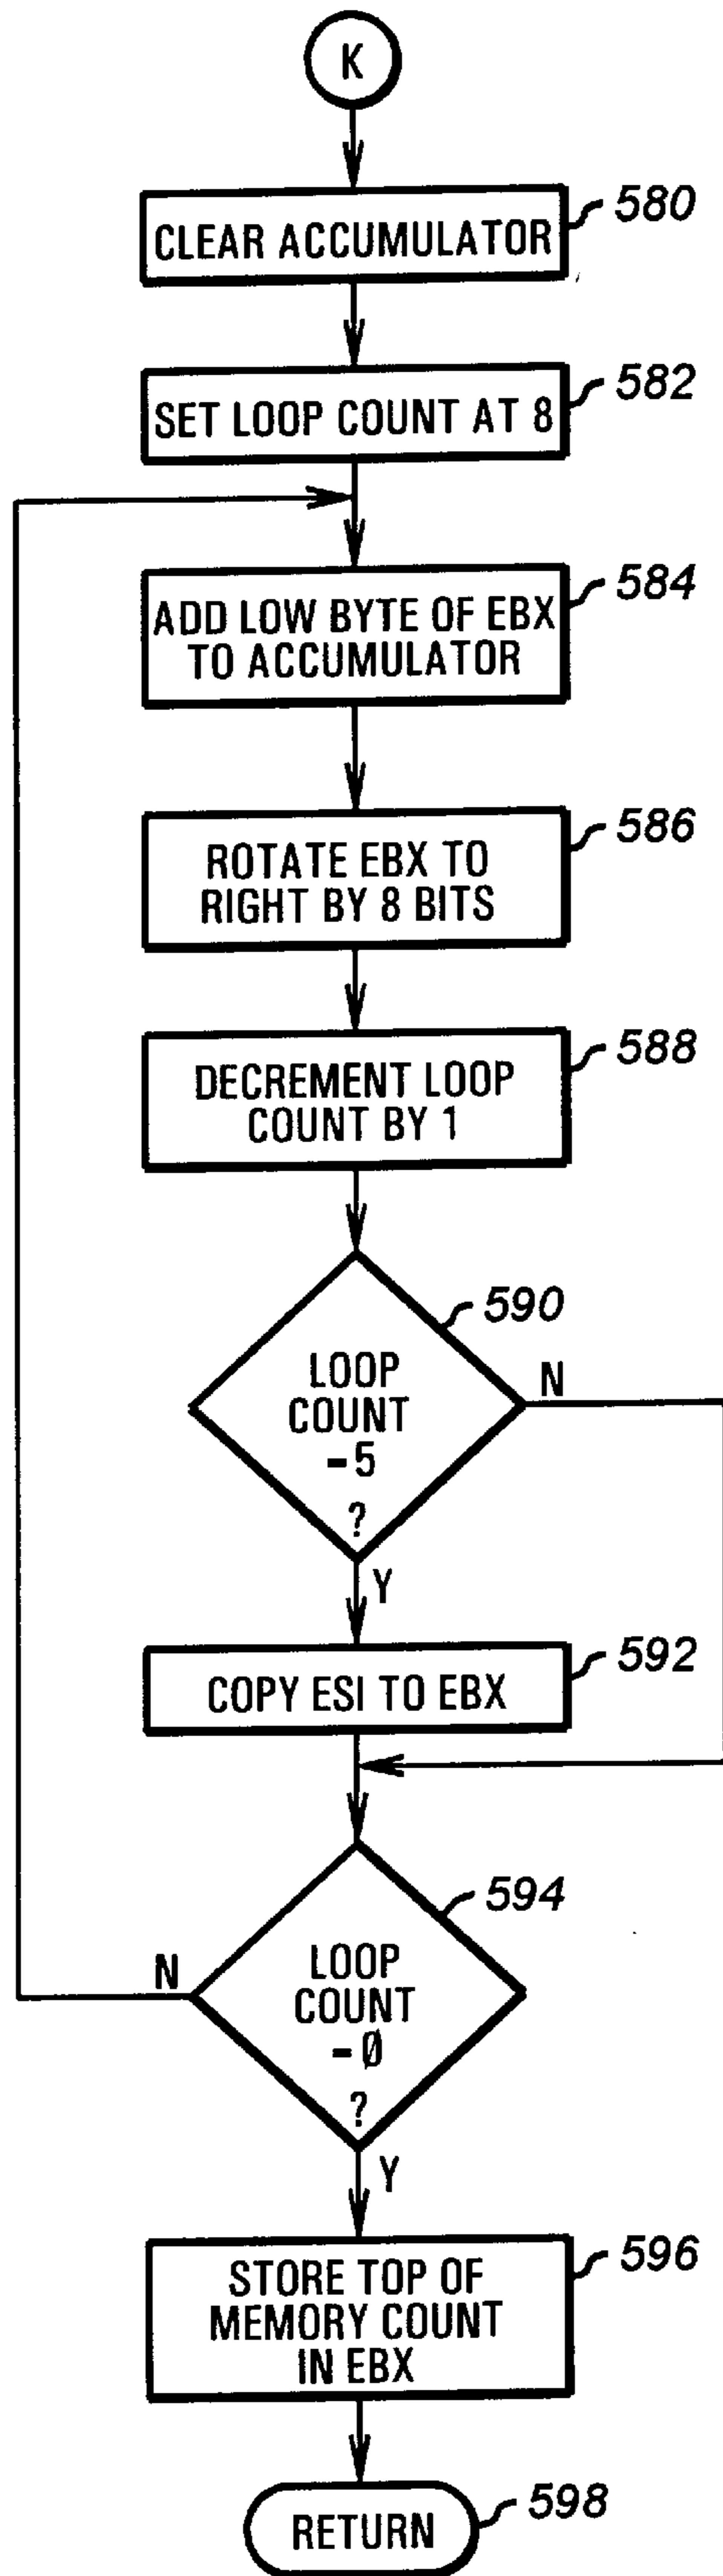 K
CLEAR ACCUMULATOR
580
SET LOOP COUNT AT 8
582
ADD LOW BYTE OF EBX
TO ACCUMULATOR
584
ROTATE EBX TO
RIGHT BY 8 BITS
586
DECREMENT LOOP
COUNT BY 1
588
LOOP
COUNT
-5
?
590
N
Y
COPY ESI TO EBX
592
LOOP
COUNT
-Ø
?
594
N
Y
STORE TOP OF
MEMORY COUNT
IN EBX
596
RETURN
598